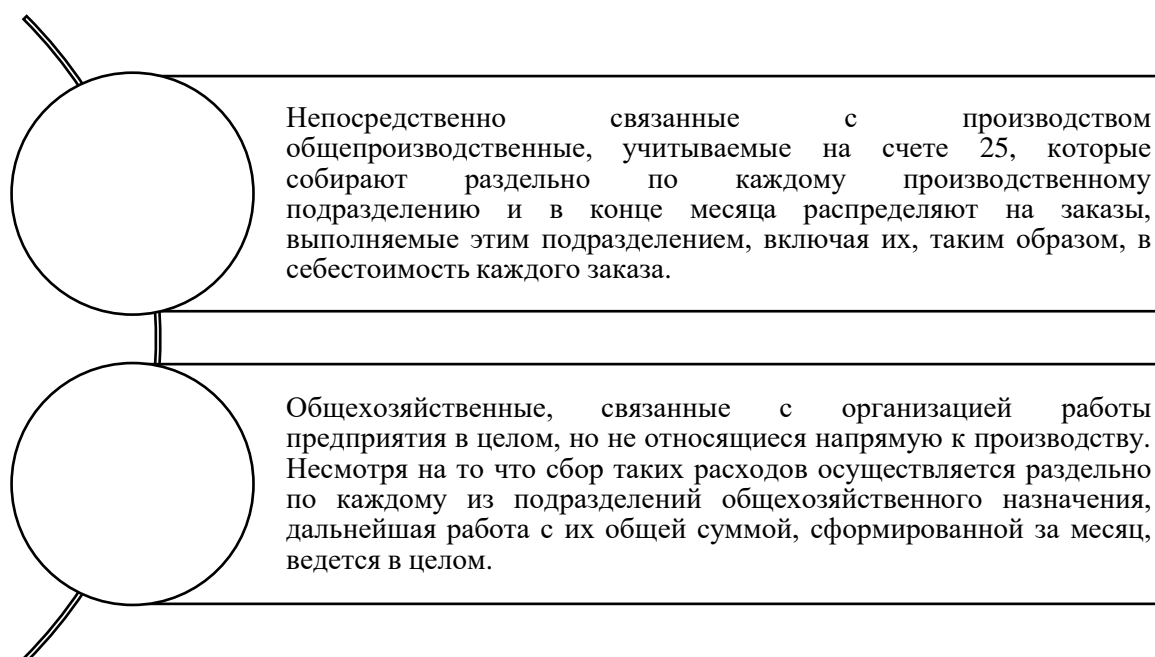 Непосредственно связанные с производством
общепроизводственные, учитываемые на счете 25, которые
собирают раздельно по каждому производственному
подразделению и в конце месяца распределяют на заказы,
выполняемые этим подразделением, включая их, таким образом, в
себестоимость каждого заказа.
Общехозяйственные, связанные с организацией работы
предприятия в целом, но не относящиеся напрямую к производству.
Несмотря на то что сбор таких расходов осуществляется раздельно
по каждому из подразделений общехозяйственного назначения,
дальнейшая работа с их общей суммой, сформированной за месяц,
ведется в целом.